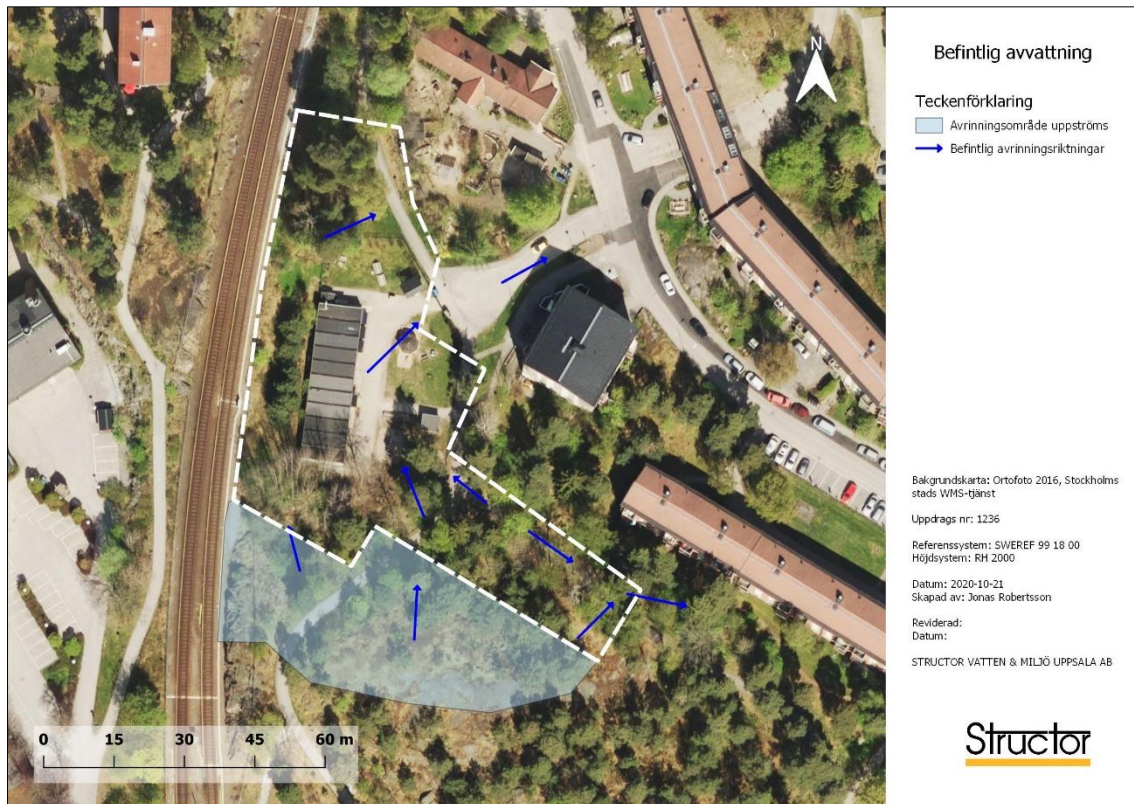 N
Befintlig avvattning
Teckenförklaring
Avrinningsområde uppströms
Befintlig avrinningsriktningar
Bakgrundskarta: Ortofoto 2016, Stockholms
stads WMS-tjänst
Uppdrags nr: 1236
Referenssystem: SWEREF 99 18 00
Höjdsystem: RH 2000
Datum: 2020-10-21
Skapad av: Jonas Robertsson
Reviderad:
Datum:
STRUCTOR VATTEN & MILJÖ UPPSALA AB
0 15 30 45 60 m
Structor